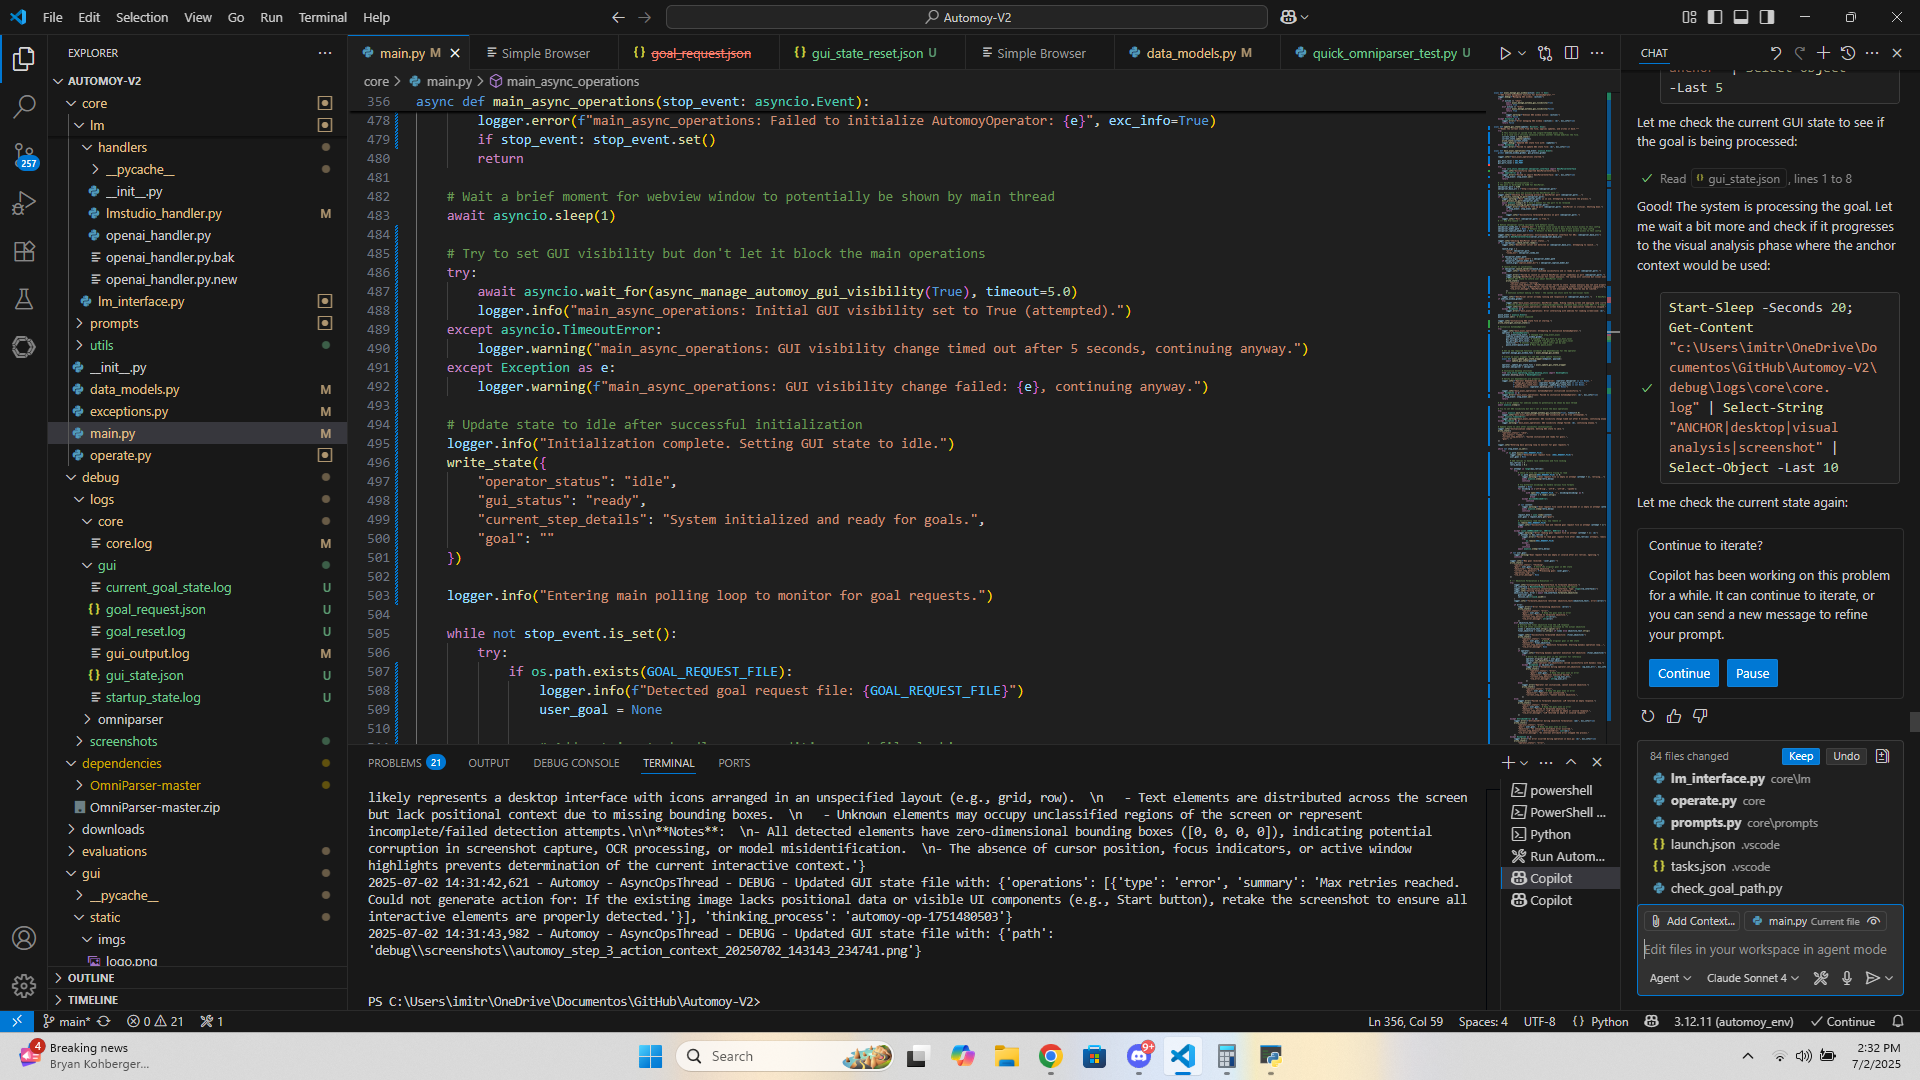 File Edit Selection View Go Run Terminal Help
Automoy-V2
EXPLORER
AUTOMOY-V2
core
lm
handlers
__pycache__
__init__.py
lmstudio_handler.py M
openai_handler.py
openai_handler.py.bak
openai_handler.py.new
lm_interface.py
prompts
utils
__init__.py
data_models.py M
exceptions.py M
main.py M
operate.py
debug
logs
core
core.log M
gui
current_goal_state.log U
goal_request.json U
goal_reset.log U
gui_output.log M
gui_state.json U
startup_state.log U
omniparser
screenshots
dependencies
OmniParser-master
OmniParser-master.zip
downloads
evaluations
gui
__pycache__
static
imgs
logo.png
OUTLINE
TIMELINE
257
main.py M
Simple Browser
goal_request.json
gui_state_reset.json U
Simple Browser
data_models.py M
quick_omniparser_test.py U
core > main.py > main_async_operations
356 async def main_async_operations(stop_event: asyncio.Event):
478 logger.error(f"main_async_operations: Failed to initialize AutomoyOperator: {e}", exc_info=True)
479 if stop_event: stop_event.set()
480 return
481
482 # Wait a brief moment for webview window to potentially be shown by main thread
483 await asyncio.sleep(1)
484
485 # Try to set GUI visibility but don't let it block the main operations
486 try:
487 await asyncio.wait_for(async_manage_automoy_gui_visibility(True), timeout=5.0)
488 logger.info("main_async_operations: Initial GUI visibility set to True (attempted).")
489 except asyncio.TimeoutError:
490 logger.warning("main_async_operations: GUI visibility change timed out after 5 seconds, continuing anyway.")
491 except Exception as e:
492 logger.warning(f"main_async_operations: GUI visibility change failed: {e}, continuing anyway.")
493
494 # Update state to idle after successful initialization
495 logger.info("Initialization complete. Setting GUI state to idle.")
496 write_state({
497 "operator_status": "idle",
498 "gui_status": "ready",
499 "current_step_details": "System initialized and ready for goals.",
500 "goal": ""
501 })
502
503 logger.info("Entering main polling loop to monitor for goal requests.")
504
505 while not stop_event.is_set():
506 try:
507 if os.path.exists(GOAL_REQUEST_FILE):
508 logger.info(f"Detected goal request file: {GOAL_REQUEST_FILE}")
509 user_goal = None
510
PROBLEMS 21 OUTPUT DEBUG CONSOLE TERMINAL PORTS
likely represents a desktop interface with icons arranged in an unspecified layout (e.g., grid, row). \n - Text elements are distributed across the screen
but lack positional context due to missing bounding boxes. \n - Unknown elements may occupy unclassified regions of the screen or represent
incomplete/failed detection attempts.\n\n**Notes**: \n- All detected elements have zero-dimensional bounding boxes ([0, 0, 0, 0]), indicating potential
corruption in screenshot capture, OCR processing, or model misidentification. \n- The absence of cursor position, focus indicators, or active window
highlights prevents determination of the current interactive context.'}
2025-07-02 14:31:42,621 - Automoy - AsyncOpsThread - DEBUG - Updated GUI state file with: {'operations': [{'type': 'error', 'summary': 'Max retries reached.
Could not generate action for: If the existing image lacks positional data or visible UI components (e.g., Start button), retake the screenshot to ensure all
interactive elements are properly detected.'}], 'thinking_process': 'automoy-op-1751480503'}
2025-07-02 14:31:43,982 - Automoy - AsyncOpsThread - DEBUG - Updated GUI state file with: {'path':
'debug\\screenshots\\automoy_step_3_action_context_20250702_143143_234741.png'}
PS C:\Users\imitr\OneDrive\Documentos\GitHub\Automoy-V2>
powershell
PowerShell ...
Python
Run Autom...
Copilot
Copilot
CHAT
-Last 5
Let me check the current GUI state to see if
the goal is being processed:
Read gui_state.json, lines 1 to 8
Good! The system is processing the goal. Let
me wait a bit more and check if it progresses
to the visual analysis phase where the anchor
context would be used:
Start-Sleep -Seconds 20;
Get-Content
"c:\Users\imitr\OneDrive\Do
cumentos\GitHub\Automoy-V2\
debug\logs\core\core.
log" | Select-String
"ANCHOR|desktop|visual
analysis|screenshot" |
Select-Object -Last 10
Let me check the current state again:
Continue to iterate?
Copilot has been working on this problem
for a while. It can continue to iterate, or
you can send a new message to refine
your prompt.
Continue Pause
84 files changed Keep Undo
lm_interface.py core\lm
operate.py core
prompts.py core\prompts
launch.json .vscode
tasks.json .vscode
check_goal_path.py
Add Context... main.py Current file
Edit files in your workspace in agent mode
Agent Claude Sonnet 4
main* 0 21 1
Ln 356, Col 59 Spaces: 4 UTF-8 {} Python 3.12.11 (automoy_env) Continue
4
Breaking news
Bryan Kohberger...
Search
9+
2:32 PM
7/2/2025